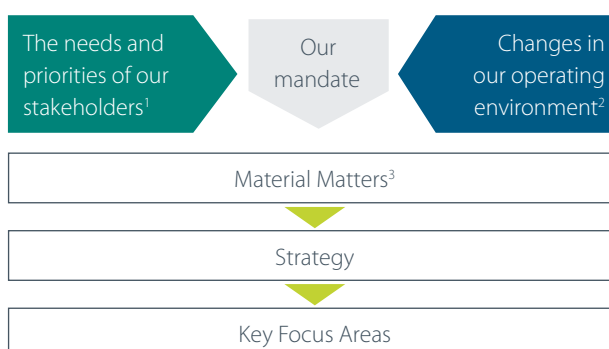 The needs and
priorities of our
stakeholders¹
Our
mandate
Changes in
our operating
environment²
Material Matters³
Strategy
Key Focus Areas